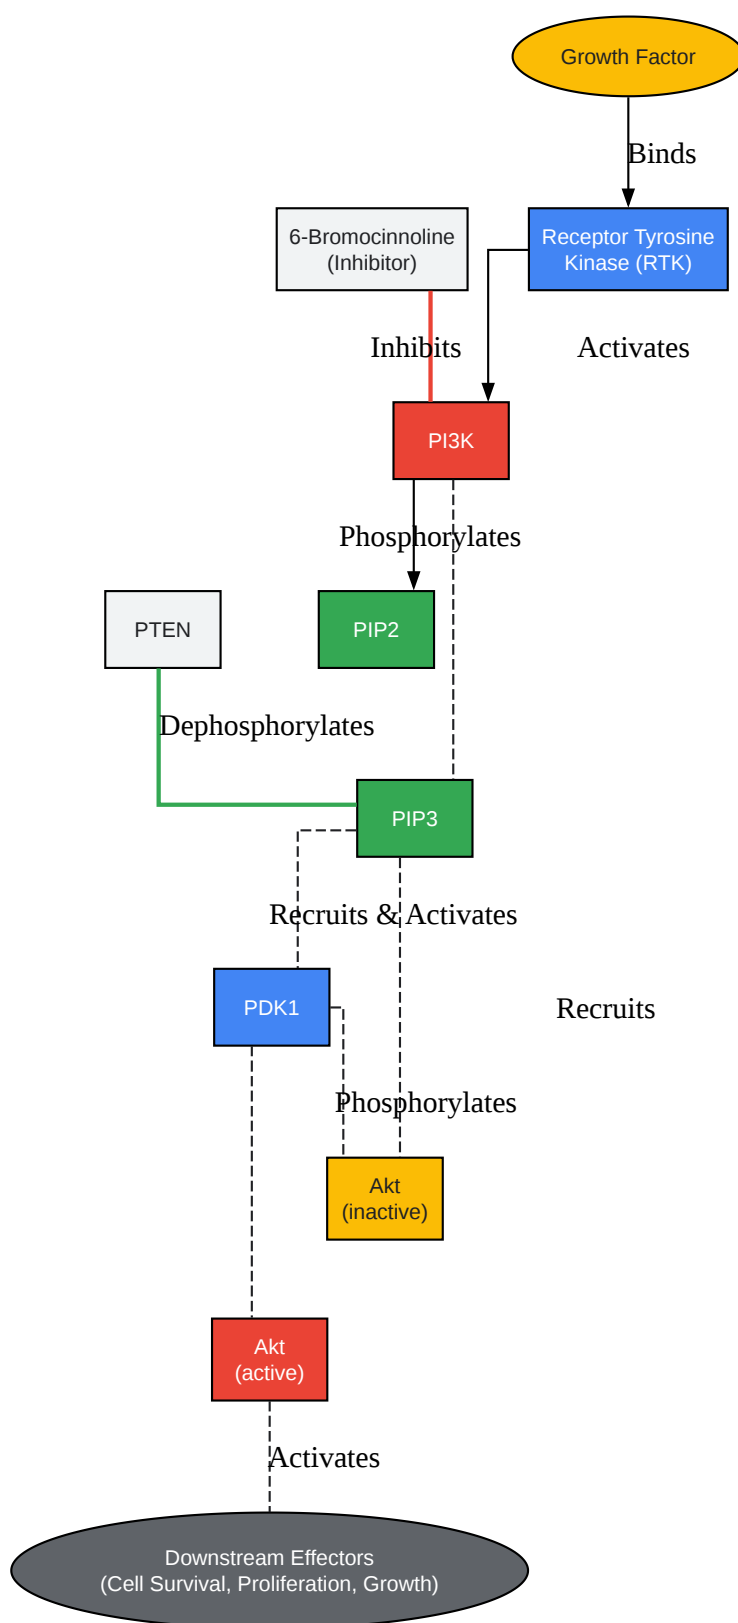 Growth Factor
Binds
6-Bromocinnoline
(Inhibitor)
Receptor Tyrosine
Kinase (RTK)
Inhibits
Activates
PI3K
Phosphorylates
PTEN
PIP2
Dephosphorylates
PIP3
Recruits & Activates
PDK1
Recruits
Phosphorylates
Akt
(inactive)
Akt
(active)
Activates
Downstream Effectors
(Cell Survival, Proliferation, Growth)